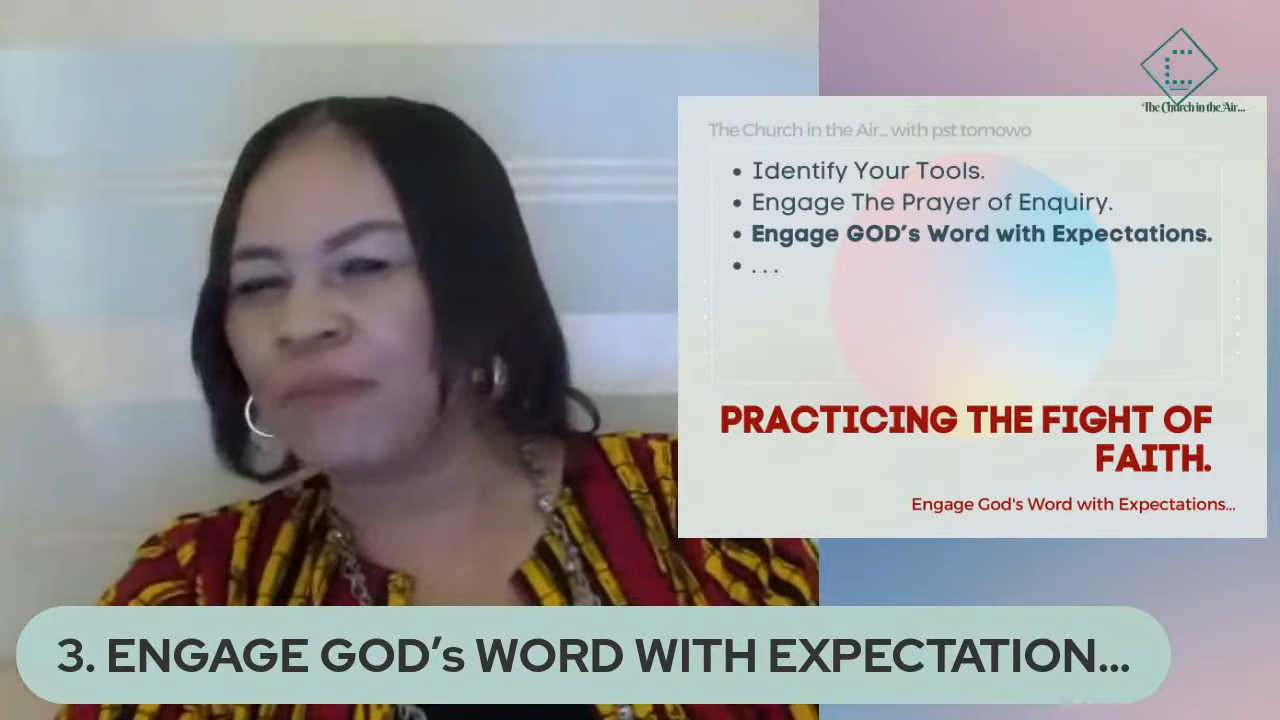 The Church in the Air...
The Church in the Air... with pst tomowo
• Identify Your Tools.
• Engage The Prayer of Enquiry.
• Engage GOD’s Word with Expectations.
• . . .
PRACTICING THE FIGHT OF
FAITH.
Engage God's Word with Expectations...
3. ENGAGE GOD’s WORD WITH EXPECTATION...